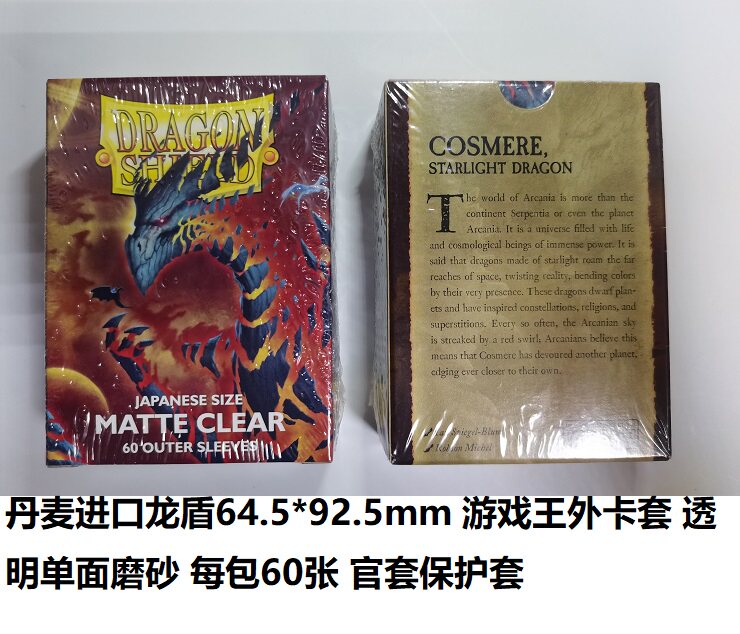 DRAGON
SHIELD
JAPANESE SIZE
MATTE CLEAR
60 OUTER SLEEVES
COSMERE,
STARLIGHT DRAGON
The world of Arcania is more than the
continent Serpentia or even the planet
Arcania. It is a universe filled with life
and cosmological beings of immense power. It is
said that dragons made of starlight roam the far
reaches of space, twisting reality, bending colors
by their very presence. These dragons dwarf plan-
ets and have inspired constellations, religions, and
superstitions. Every so often, the Arcanian sky
is streaked by a red swirl; Arcanians believe this
means that Cosmere has devoured another planet,
edging ever closer to their own.
Spiegel-Blum
Michel
丹麦进口龙盾64.5*92.5mm 游戏王外卡套 透
明单面磨砂 每包60张 官套保护套